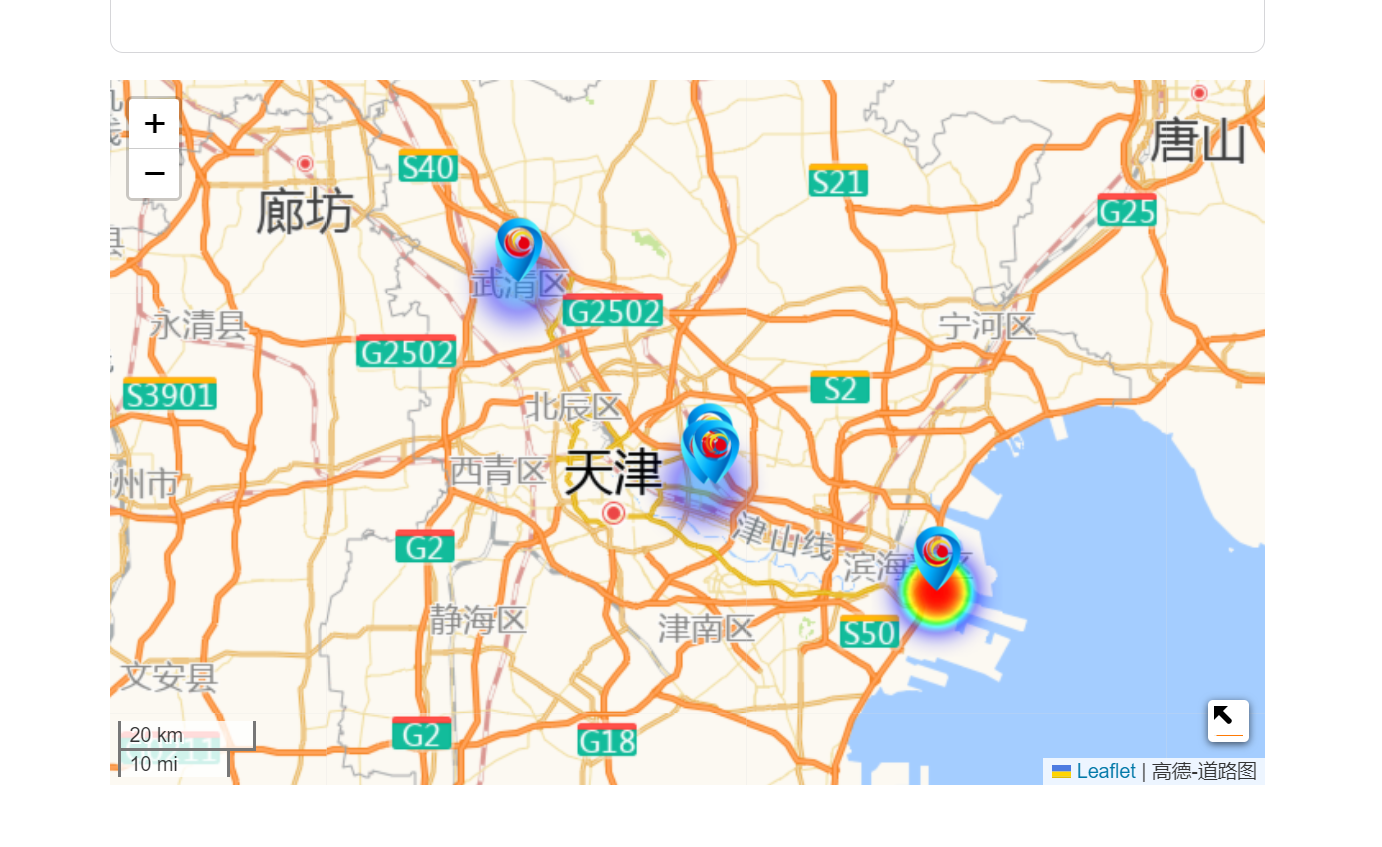 +
−
唐山
S40
S21
G25
廊坊
武清区
G2502
永清县
宁河区
G2502
S3901
S2
北辰区
西青区
天津
州市
津山线
G2
滨海
区
静海区
津南区
S50
文安县
G2
G18
20 km
10 mi
Leaflet | 高德-道路图